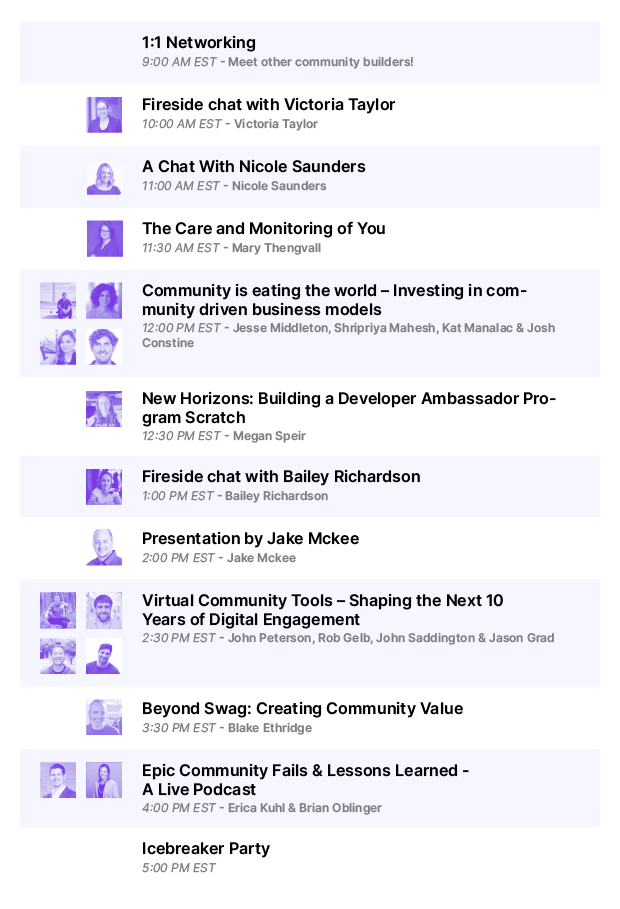 1:1 Networking
9:00 AM EST - Meet other community builders!
Fireside chat with Victoria Taylor
10:00 AM EST - Victoria Taylor
A Chat With Nicole Saunders
11:00 AM EST - Nicole Saunders
The Care and Monitoring of You
11:30 AM EST - Mary Thengvall
Community is eating the world – Investing in com-
munity driven business models
12:00 PM EST - Jesse Middleton, Shripriya Mahesh, Kat Manalac & Josh
Constine
New Horizons: Building a Developer Ambassador Pro-
gram Scratch
12:30 PM EST - Megan Speir
Fireside chat with Bailey Richardson
1:00 PM EST - Bailey Richardson
Presentation by Jake Mckee
2:00 PM EST - Jake Mckee
Virtual Community Tools – Shaping the Next 10
Years of Digital Engagement
2:30 PM EST - John Peterson, Rob Gelb, John Saddington & Jason Grad
Beyond Swag: Creating Community Value
3:30 PM EST - Blake Ethridge
Epic Community Fails & Lessons Learned -
A Live Podcast
4:00 PM EST - Erica Kuhl & Brian Oblinger
Icebreaker Party
5:00 PM EST